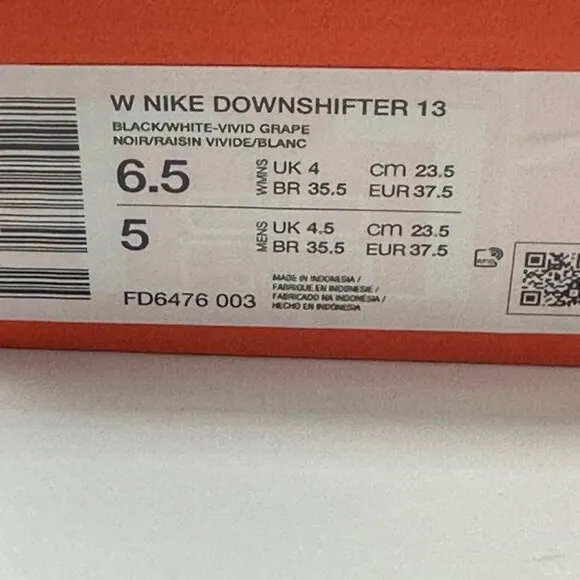 W NIKE DOWNSHIFTER 13
BLACK/WHITE-VIVID GRAPE
NOIR/RAISIN VIVIDE/BLANC
6.5 WMNS UK 4 CM 23.5
BR 35.5 EUR 37.5
5 MENS UK 4.5 CM 23.5
BR 35.5 EUR 37.5
FD6476 003
MADE IN INDONESIA /
FABRIQUE EN INDONESIE /
FABRICADO NA INDONÉSIA /
HECHO EN INDONESIA
RFID